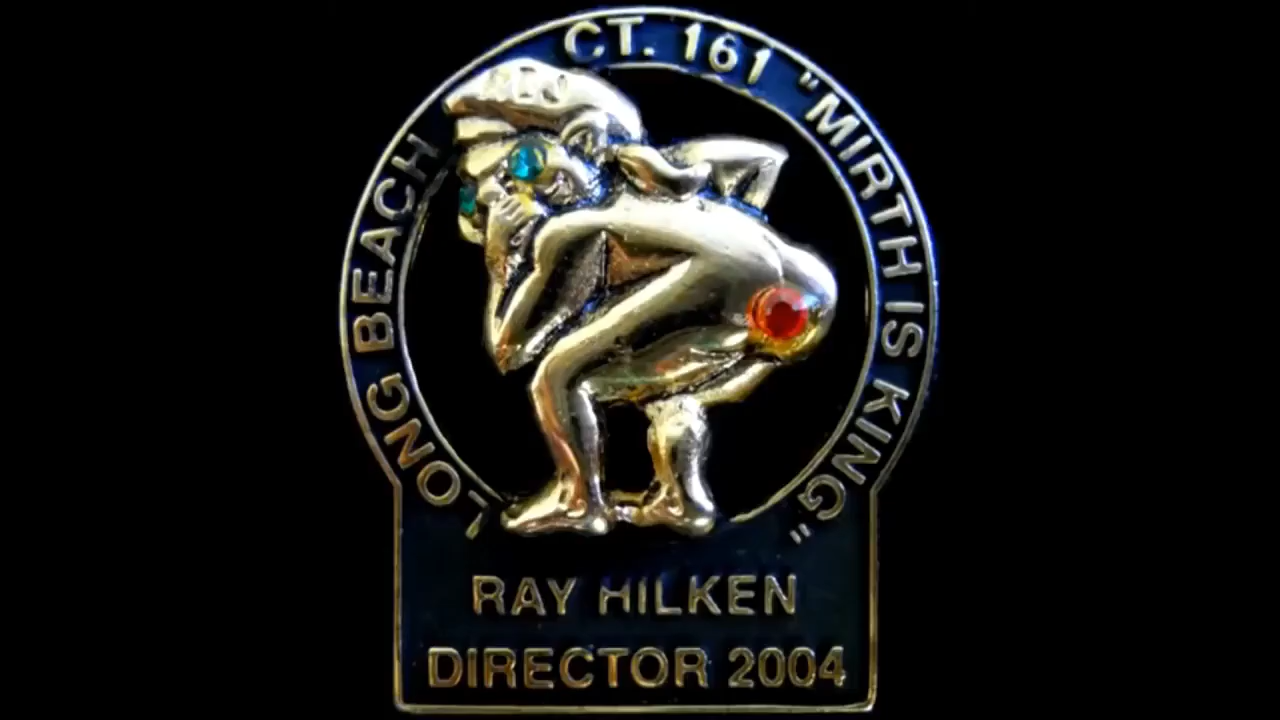 LONG BEACH CT. 161 "MIRTH IS KING"
RAY HILKEN
DIRECTOR 2004